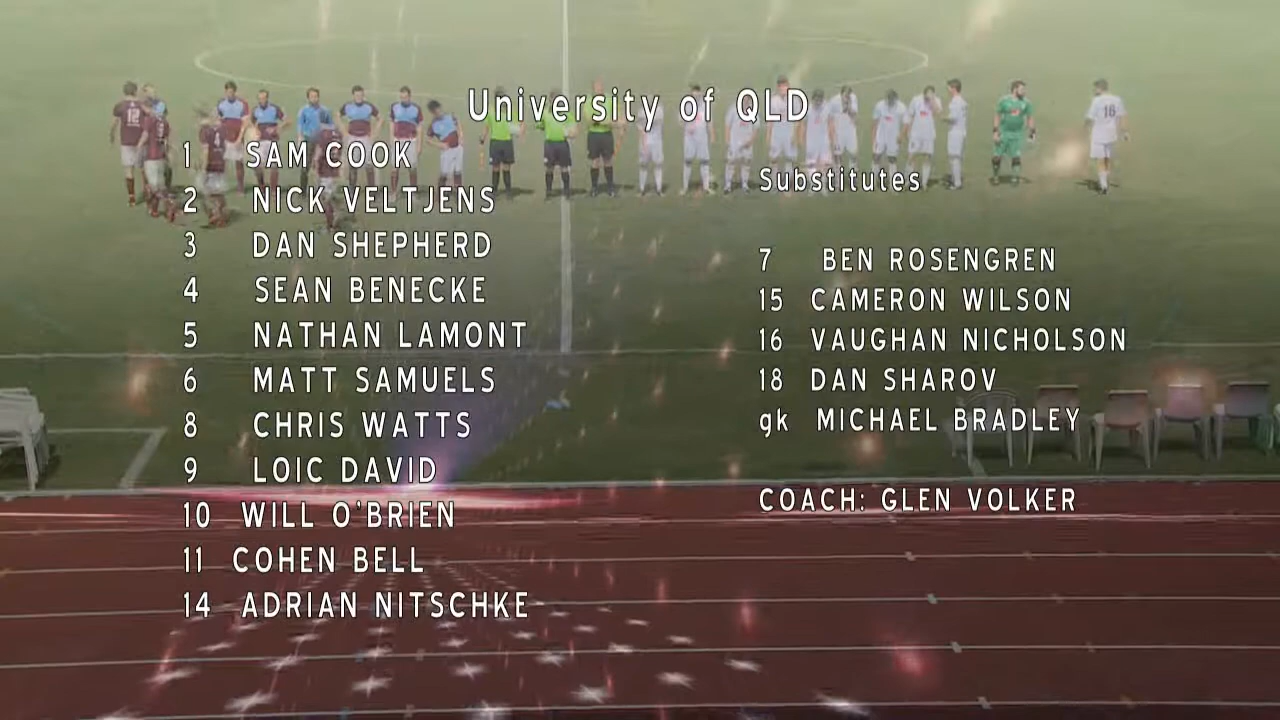 University of QLD
1 SAM COOK
2 NICK VELTJENS
3 DAN SHEPHERD
4 SEAN BENECKE
5 NATHAN LAMONT
6 MATT SAMUELS
8 CHRIS WATTS
9 LOIC DAVID
10 WILL O'BRIEN
11 COHEN BELL
14 ADRIAN NITSCHKE
Substitutes
7 BEN ROSENGREN
15 CAMERON WILSON
16 VAUGHAN NICHOLSON
18 DAN SHAROV
gk MICHAEL BRADLEY
COACH: GLEN VOLKER
12
16